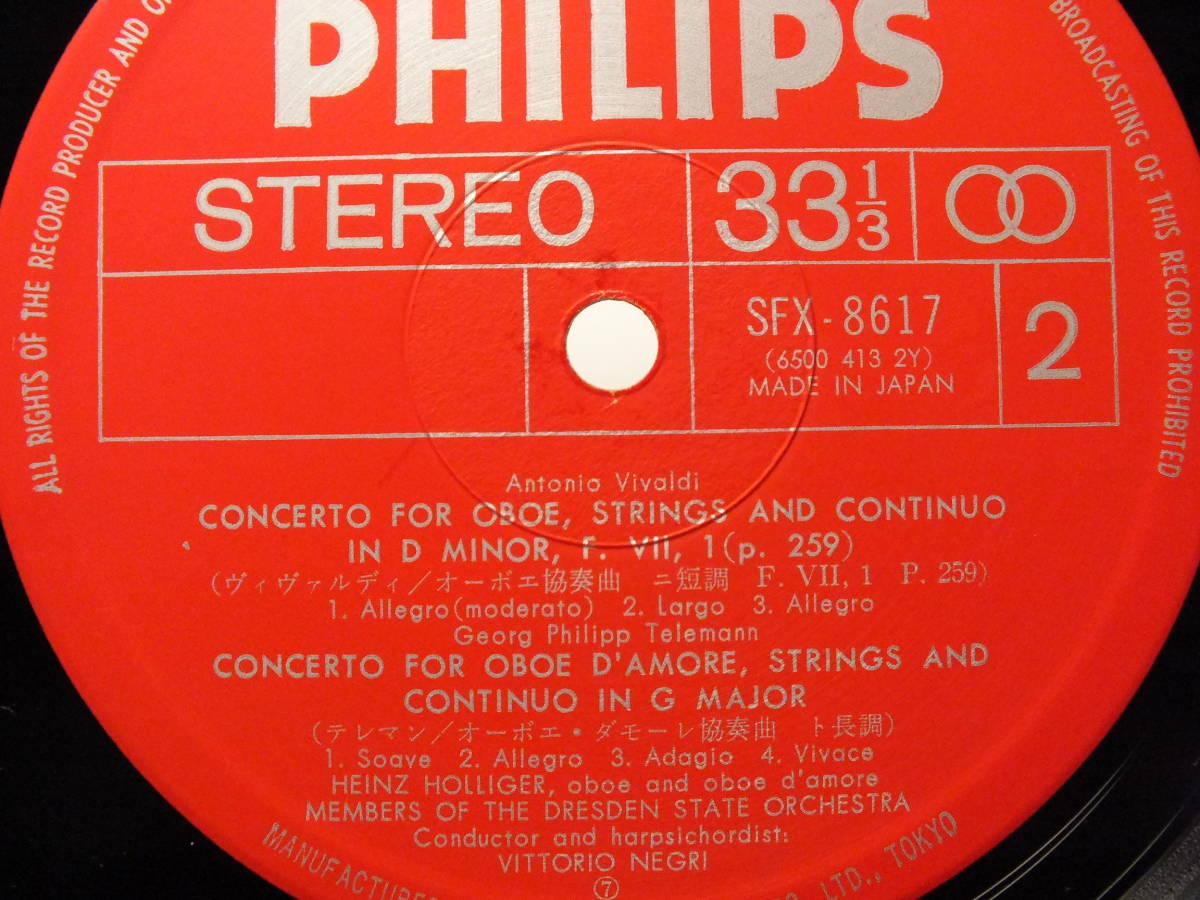 PHILIPS
STEREO
33 1/3
SFX-8617
(6500 413 2Y)
MADE IN JAPAN
2
Antonio Vivaldi
CONCERTO FOR OBOE, STRINGS AND CONTINUO
IN D MINOR, F. VII, 1(p. 259)
(ヴィヴァルディ/オーボエ協奏曲 ニ短調 F. VII, 1 P. 259)
1. Allegro(moderato) 2. Largo 3. Allegro
Georg Philipp Telemann
CONCERTO FOR OBOE D'AMORE, STRINGS AND
CONTINUO IN G MAJOR
(テレマン/オーボエ・ダモーレ協奏曲 ト長調)
1. Soave 2. Allegro 3. Adagio 4. Vivace
HEINZ HOLLIGER, oboe and oboe d'amore
MEMBERS OF THE DRESDEN STATE ORCHESTRA
Conductor and harpsichordist:
VITTORIO NEGRI
⑦
ALL RIGHTS OF THE RECORD PRODUCER AND
BROADCASTING OF THIS RECORD PROHIBITED
LTD., TOKYO